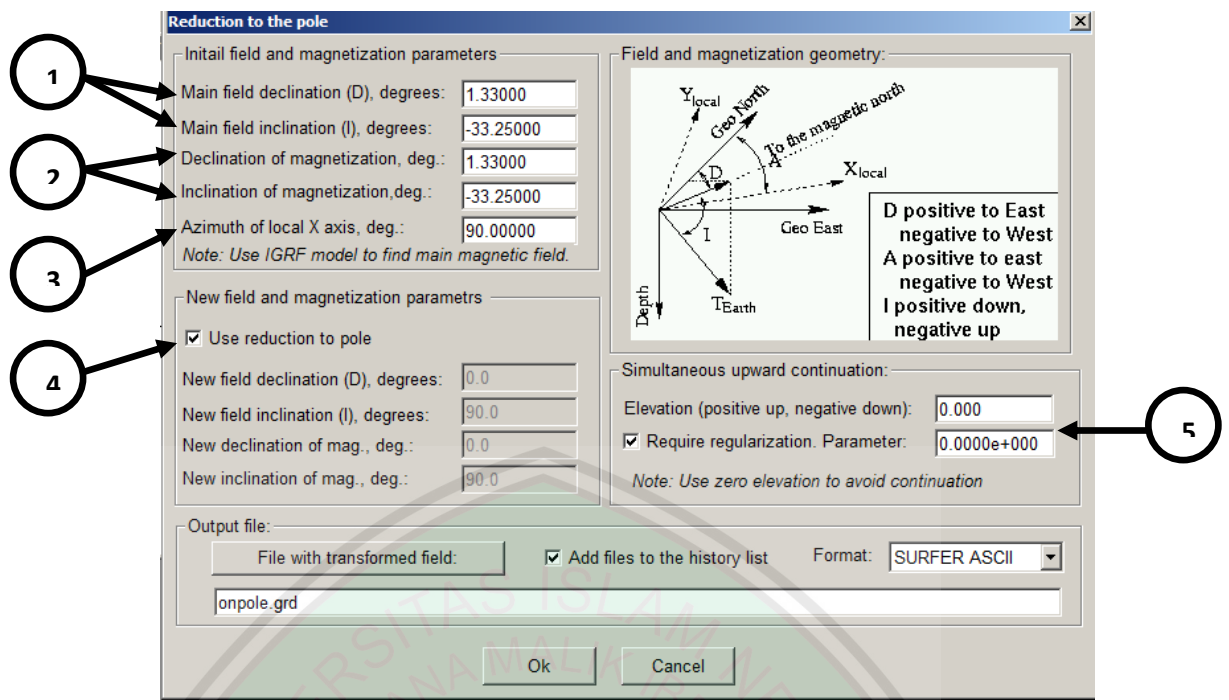 Reduction to the pole
Initail field and magnetization parameters
Main field declination (D), degrees: 1.33000
Main field inclination (I), degrees: -33.25000
Declination of magnetization, deg.: 1.33000
Inclination of magnetization,deg.: -33.25000
Azimuth of local X axis, deg.: 90.00000
Note: Use IGRF model to find main magnetic field.
1
2
3
New field and magnetization parametrs
Use reduction to pole
4
New field declination (D), degrees: 0.0
New field inclination (I), degrees: 90.0
New declination of mag., deg.: 0.0
New inclination of mag., deg.: 90.0
Field and magnetization geometry:
Ylocal
Geo North
To the magnetic north
A
D
Xlocal
I
Geo East
Depth
TEarth
D positive to East
negative to West
A positive to east
negative to West
I positive down,
negative up
Simultaneous upward continuation:
Elevation (positive up, negative down): 0.000
Require regularization. Parameter: 0.0000e+000
5
Note: Use zero elevation to avoid continuation
Output file:
File with transformed field:
Add files to the history list
Format: SURFER ASCII
onpole.grd
Ok
Cancel